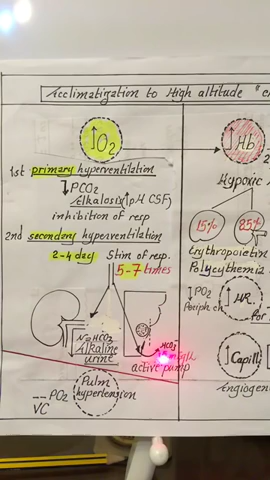 Acclimatization to High altitude "
↑O2
↑Hb
1st primary hyperventilation
↓PCO2
Alkalosis (↑pH CSF)
inhibition of resp
2nd secondary hyperventilation
2-4 days Stim of resp.
5-7 times
Hypoxic
15% 85%
Erythropoietin
Polycythemia
↓PO2
Periph ch
↑HR.
NaHCO3
Alkaline
urine
HCO3
active pump
Pulm
hypertension
PO2
VC
↑Capill
Angiogen